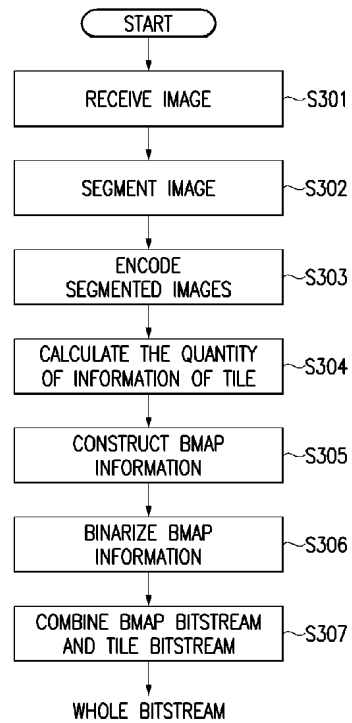 START
RECEIVE IMAGE
S301
SEGMENT IMAGE
S302
ENCODE
SEGMENTED IMAGES
S303
CALCULATE THE QUANTITY
OF INFORMATION OF TILE
S304
CONSTRUCT BMAP
INFORMATION
S305
BINARIZE BMAP
INFORMATION
S306
COMBINE BMAP BITSTREAM
AND TILE BITSTREAM
S307
WHOLE BITSTREAM